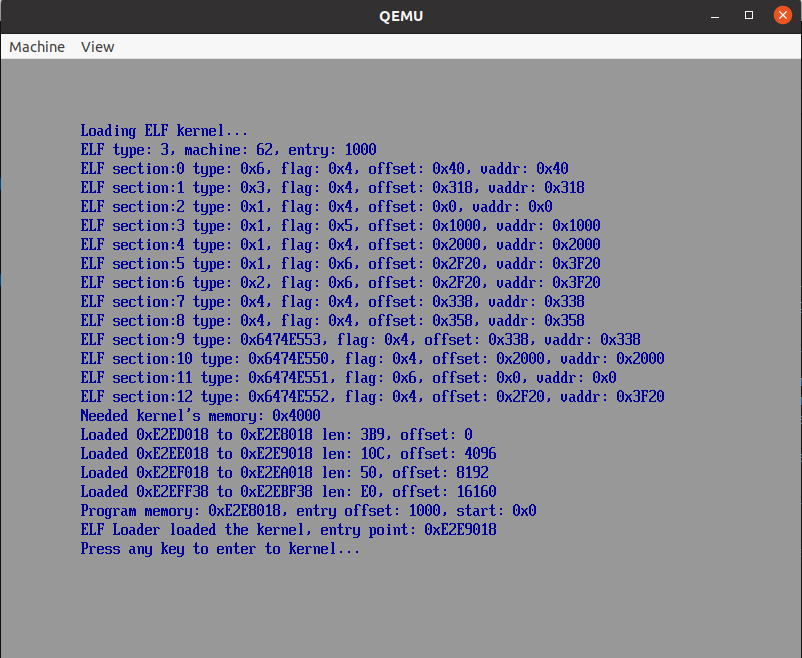 QEMU
Machine View
Loading ELF kernel...
ELF type: 3, machine: 62, entry: 1000
ELF section:0 type: 0x6, flag: 0x4, offset: 0x40, vaddr: 0x40
ELF section:1 type: 0x3, flag: 0x4, offset: 0x318, vaddr: 0x318
ELF section:2 type: 0x1, flag: 0x4, offset: 0x0, vaddr: 0x0
ELF section:3 type: 0x1, flag: 0x5, offset: 0x1000, vaddr: 0x1000
ELF section:4 type: 0x1, flag: 0x4, offset: 0x2000, vaddr: 0x2000
ELF section:5 type: 0x1, flag: 0x6, offset: 0x2F20, vaddr: 0x3F20
ELF section:6 type: 0x2, flag: 0x6, offset: 0x2F20, vaddr: 0x3F20
ELF section:7 type: 0x4, flag: 0x4, offset: 0x338, vaddr: 0x338
ELF section:8 type: 0x4, flag: 0x4, offset: 0x358, vaddr: 0x358
ELF section:9 type: 0x6474E553, flag: 0x4, offset: 0x338, vaddr: 0x338
ELF section:10 type: 0x6474E550, flag: 0x4, offset: 0x2000, vaddr: 0x2000
ELF section:11 type: 0x6474E551, flag: 0x6, offset: 0x0, vaddr: 0x0
ELF section:12 type: 0x6474E552, flag: 0x4, offset: 0x2F20, vaddr: 0x3F20
Needed kernel's memory: 0x4000
Loaded 0xE2ED018 to 0xE2E8018 len: 3B9, offset: 0
Loaded 0xE2EE018 to 0xE2E9018 len: 10C, offset: 4096
Loaded 0xE2EF018 to 0xE2EA018 len: 50, offset: 8192
Loaded 0xE2EFF38 to 0xE2EBF38 len: E0, offset: 16160
Program memory: 0xE2E8018, entry offset: 1000, start: 0x0
ELF Loader loaded the kernel, entry point: 0xE2E9018
Press any key to enter to kernel...